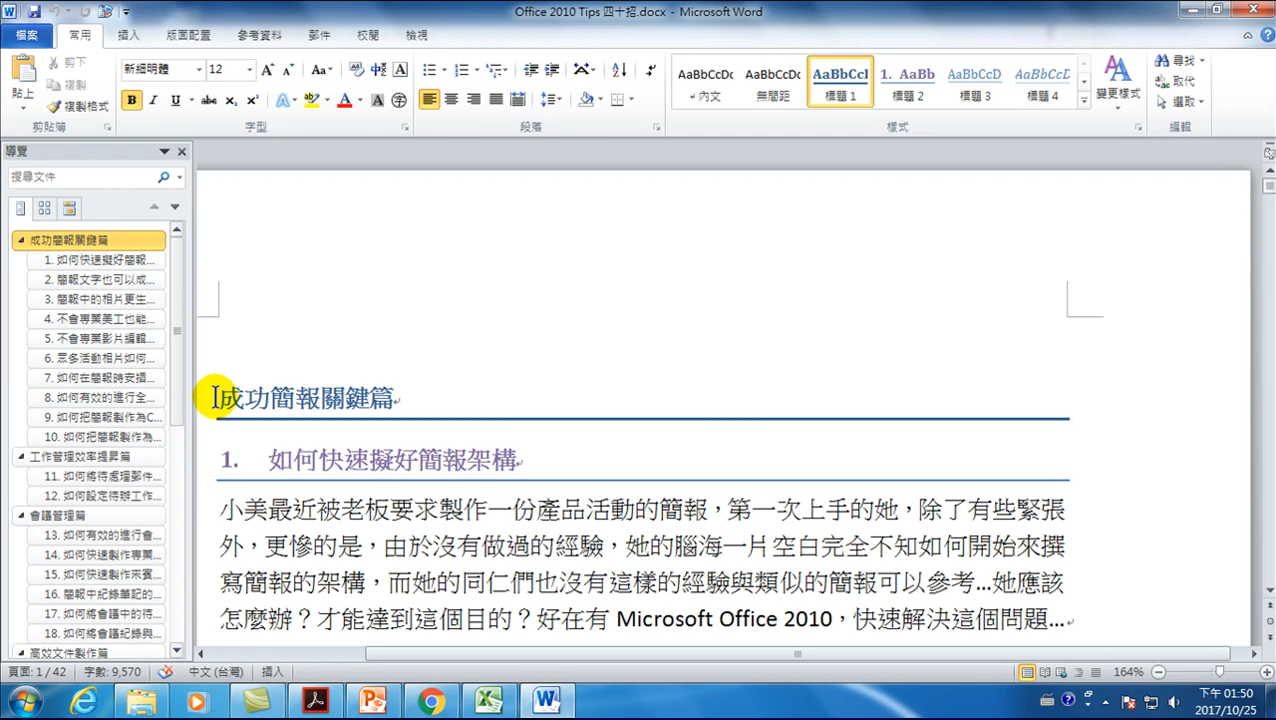 Office 2010 Tips 四十招.docx - Microsoft Word
檔案 常用 插入 版面配置 參考資料 郵件 校閱 檢視
貼上 剪下 複製 複製格式
新細明體 12
AaBbCcDc AaBbCcDc AaBbCcI 1. AaBb AaBbCcD AaBbCcD
內文 無間距 標題 1 標題 2 標題 3 標題 4
變更樣式 尋找 取代 選取
剪貼簿 字型 段落 樣式 編輯
導覽
搜尋文件
成功簡報關鍵篇
1. 如何快速擬好簡報...
2. 簡報文字也可以成...
3. 簡報中的相片更生...
4. 不會專業美工也能...
5. 不會專業影片編輯...
6. 眾多活動相片如何...
7. 如何在簡報時安插...
8. 如何有效的進行全...
9. 如何把簡報製作為C...
10. 如何把簡報製作為...
工作管理效率提昇篇
11. 如何將待處理郵件...
12. 如何設定待辦工作...
會議管理篇
13. 如何有效的進行會...
14. 如何快速製作專業...
15. 如何快速製作來賓...
16. 簡報中紀錄筆記的...
17. 如何將會議中的待...
18. 如何將會議紀錄與...
高效文件製作篇
成功簡報關鍵篇
1. 如何快速擬好簡報架構
小美最近被老板要求製作一份產品活動的簡報，第一次上手的她，除了有些緊張
外，更慘的是，由於沒有做過的經驗，她的腦海一片空白完全不知如何開始來撰
寫簡報的架構，而她的同仁們也沒有這樣的經驗與類似的簡報可以參考...她應該
怎麼辦？才能達到這個目的？好在有 Microsoft Office 2010，快速解決這個問題...
頁面: 1 / 42 字數: 9,570 中文 (台灣) 插入 164%
下午 01:50
2017/10/25